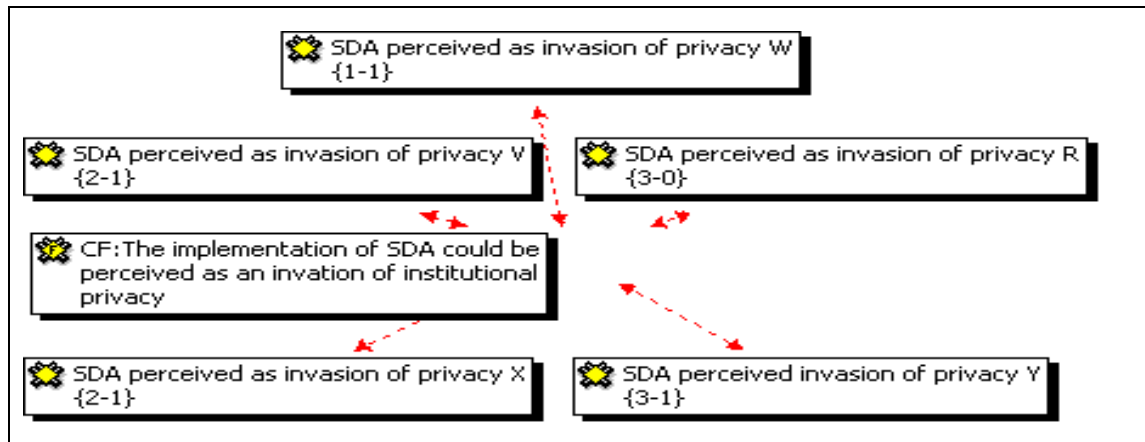 SDA perceived as invasion of privacy W
{1-1}
SDA perceived as invasion of privacy V
{2-1}
SDA perceived as invasion of privacy R
{3-0}
CF:The implementation of SDA could be
perceived as an invation of institutional
privacy
SDA perceived as invasion of privacy X
{2-1}
SDA perceived invasion of privacy Y
{3-1}